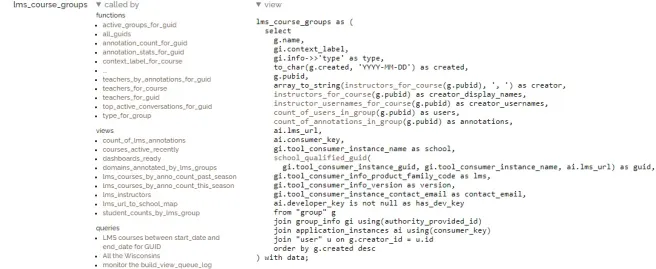 lms_course_groups
▼ called by
functions
active_groups_for_guid
all_guids
annotation_count_for_guid
annotation_stats_for_guid
context_label_for_course
...
teachers_by_annotations_for_guid
teachers_for_course
teachers_for_guid
top_active_conversations_for_guid
type_for_group
views
count_of_lms_annotations
courses_active_recently
dashboards_ready
domains_annotated_by_lms_groups
lms_courses_by_anno_count_past_season
lms_courses_by_anno_count_this_season
lms_instructors
lms_url_to_school_map
student_counts_by_lms_group
queries
LMS courses between start_date and
end_date for GUID
All the Wisconsins
monitor the build_view_queue_log
▼ view
lms_course_groups as (
select
g.name,
gi.context_label,
gi.info->>'type' as type,
to_char(g.created, 'YYYY-MM-DD') as created,
g.pubid,
array_to_string(instructors_for_course(g.pubid), ', ') as creator,
instructors_for_course(g.pubid) as creator_display_names,
instructor_usernames_for_course(g.pubid) as creator_usernames,
count_of_users_in_group(g.pubid) as users,
count_of_annotations_in_group(g.pubid) as annotations,
ai.lms_url,
ai.consumer_key,
gi.tool_consumer_instance_name as school,
school_qualified_guid(
gi.tool_consumer_instance_guid, gi.tool_consumer_instance_name, ai.lms_url) as guid,
gi.tool_consumer_info_product_family_code as lms,
gi.tool_consumer_info_version as version,
gi.tool_consumer_instance_contact_email as contact_email,
ai.developer_key is not null as has_dev_key
from "group" g
join group_info gi using(authority_provided_id)
join application_instances ai using(consumer_key)
join "user" u on g.creator_id = u.id
order by g.created desc
) with data;